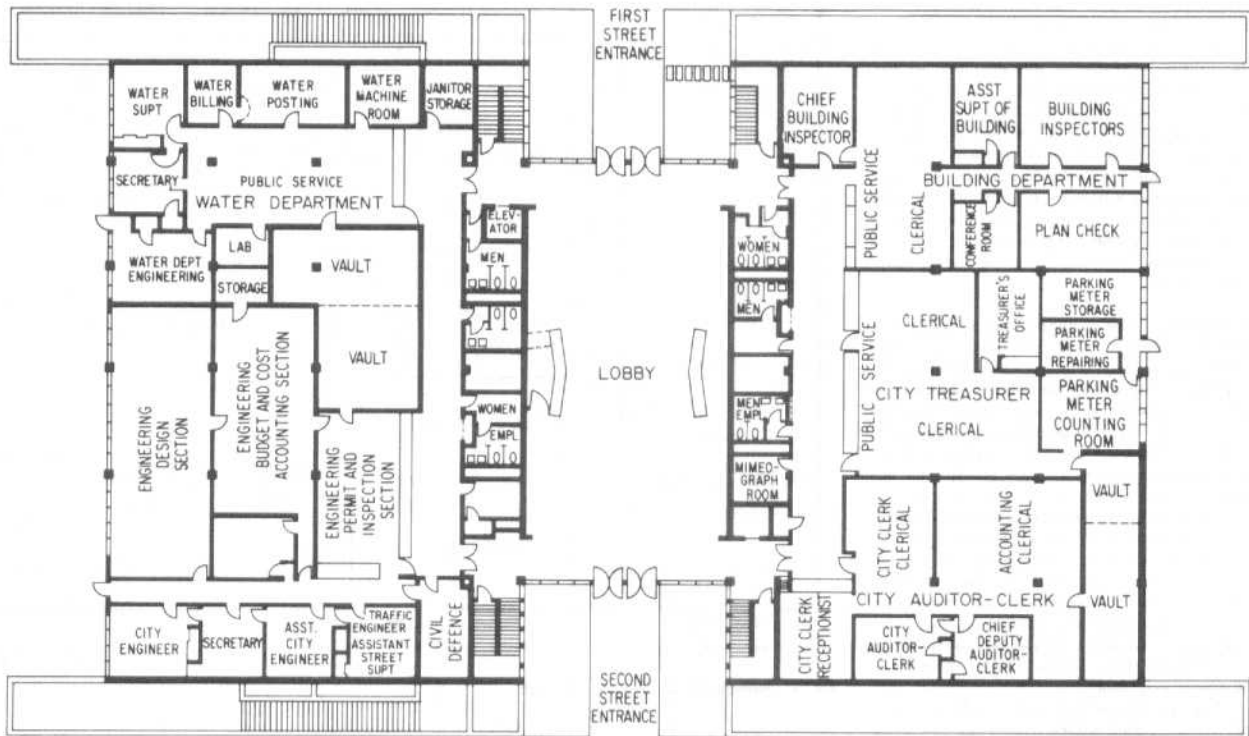 FIRST
STREET
ENTRANCE
WATER
SUPT
WATER
BILLING
WATER
POSTING
WATER
MACHINE
ROOM
JANITOR
STORAGE
SECRETARY
PUBLIC SERVICE
WATER DEPARTMENT
WATER DEPT
ENGINEERING
LAB
STORAGE
VAULT
VAULT
ENGINEERING
DESIGN
SECTION
ENGINEERING
BUDGET AND COST
ACCOUNTING SECTION
ENGINEERING
PERMIT AND
INSPECTION
SECTION
CITY
ENGINEER
SECRETARY
ASST.
CITY
ENGINEER
TRAFFIC
ENGINEER
ASSISTANT
STREET
SUPT
CIVIL
DEFENCE
ELEV-
ATOR
MEN
WOMEN
EMPL
LOBBY
WOMEN
MEN
MEN
EMPL
MIMEO-
GRAPH
ROOM
CHIEF
BUILDING
INSPECTOR
PUBLIC SERVICE
CLERICAL
ASST
SUPT OF
BUILDING
BUILDING
INSPECTORS
BUILDING DEPARTMENT
CONFERENCE
ROOM
PLAN CHECK
PUBLIC SERVICE
CLERICAL
TREASURER'S
OFFICE
PARKING
METER
STORAGE
PARKING
METER
REPAIRING
CITY TREASURER
CLERICAL
PARKING
METER
COUNTING
ROOM
CITY CLERK
CLERICAL
ACCOUNTING
CLERICAL
VAULT
VAULT
CITY AUDITOR-CLERK
CITY CLERK
RECEPTIONIST
CITY
AUDITOR-
CLERK
CHIEF
DEPUTY
AUDITOR-
CLERK
SECOND
STREET
ENTRANCE